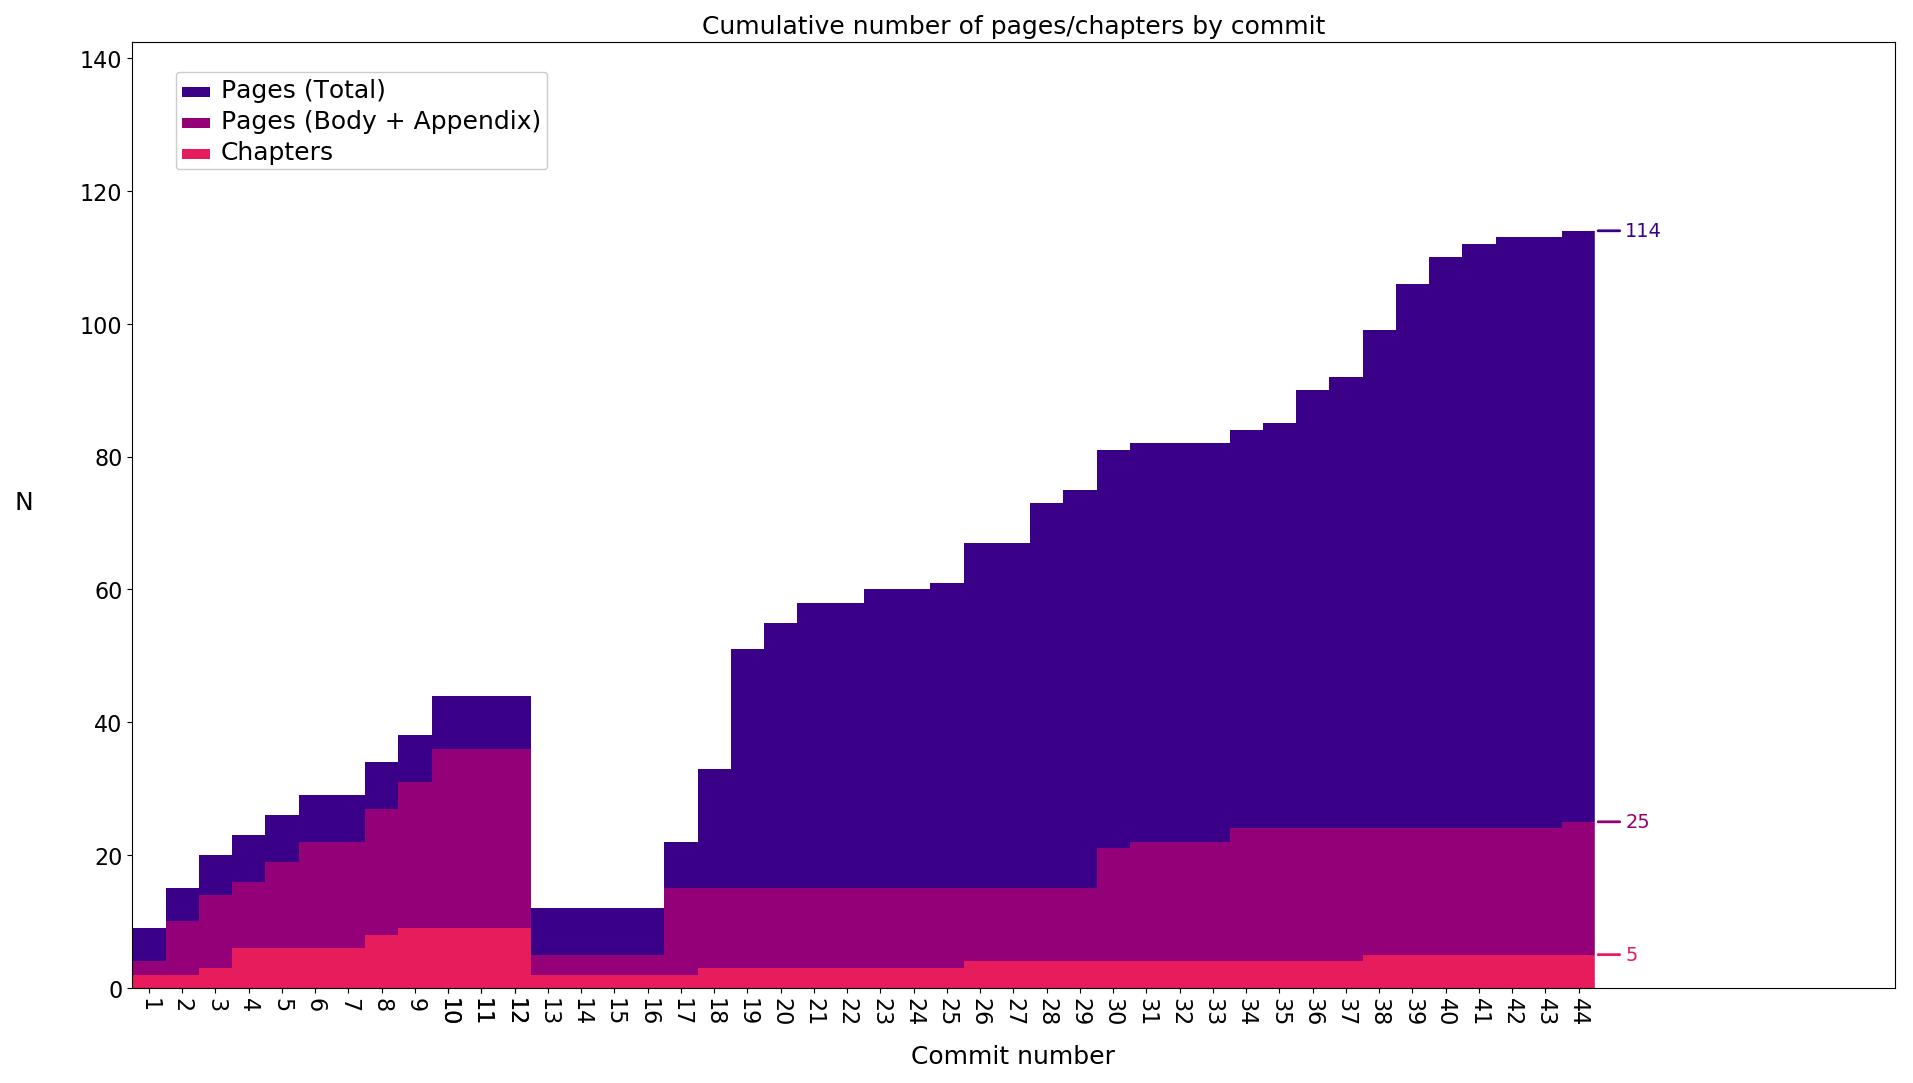 Cumulative number of pages/chapters by commit
140
Pages (Total)
Pages (Body + Appendix)
Chapters
120
114
100
80
N
60
40
25
20
5
0
1 2 3 4 5 6 7 8 9 10 11 12 13 14 15 16 17 18 19 20 21 22 23 24 25 26 27 28 29 30 31 32 33 34 35 36 37 38 39 40 41 42 43 44
Commit number